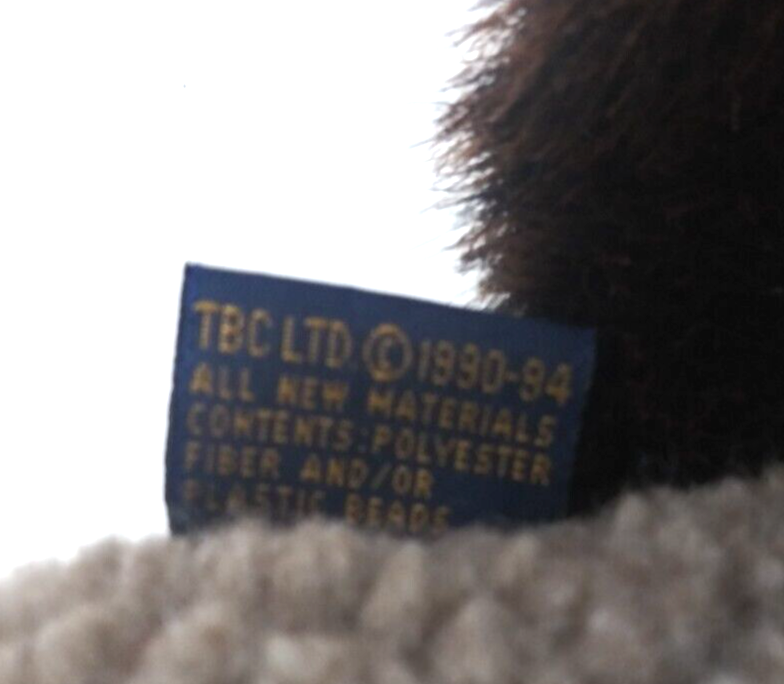 TBC LTD. © 1990-94
ALL NEW MATERIALS
CONTENTS: POLYESTER
FIBER AND/OR
PLASTIC BEADS